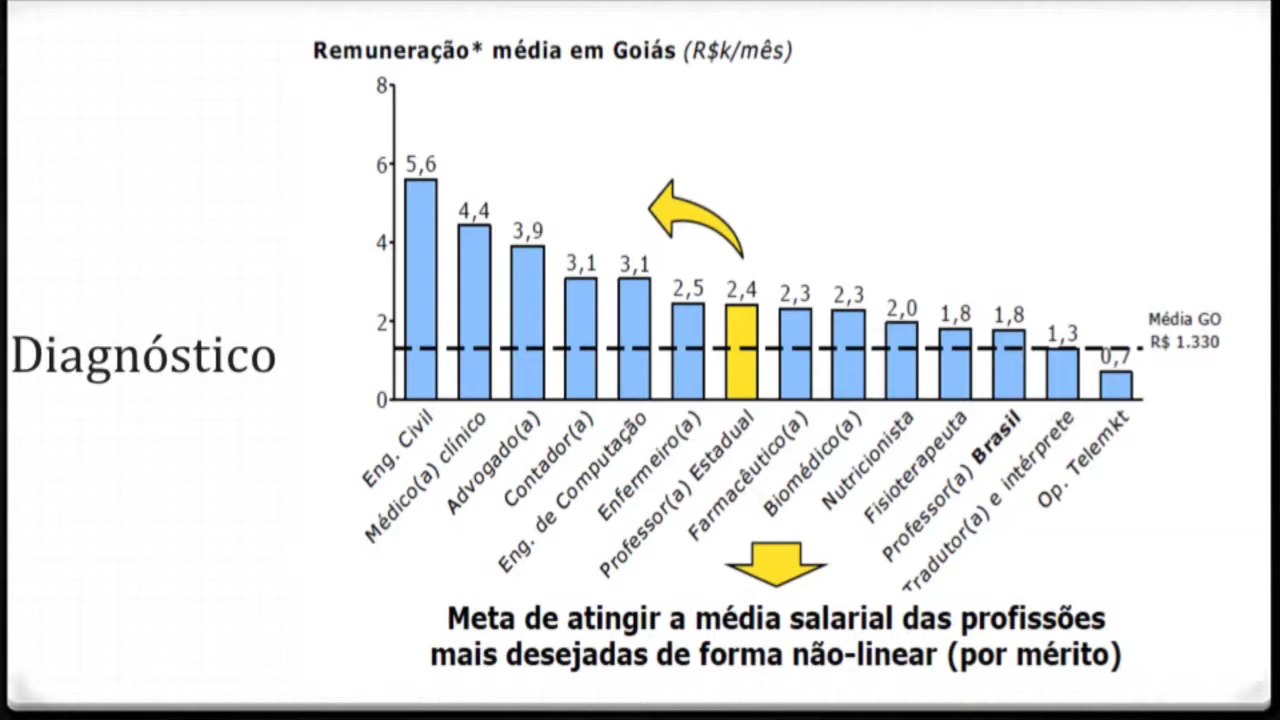 Remuneração* média em Goiás (R$k/mês)
8
6
4
2
0
5,6
4,4
3,9
3,1
3,1
2,5
2,4
2,3
2,3
2,0
1,8
1,8
1,3
0,7
Média GO
R$ 1.330
Diagnóstico
Eng. Civil
Médico(a) clínico
Advogado(a)
Contador(a)
Eng. de Computação
Enfermeiro(a)
Professor(a) Estadual
Farmacêutico(a)
Biomédico(a)
Nutricionista
Fisioterapeuta
Professor(a) Brasil
Tradutor(a) e intérprete
Op. Telemkt
Meta de atingir a média salarial das profissões
mais desejadas de forma não-linear (por mérito)